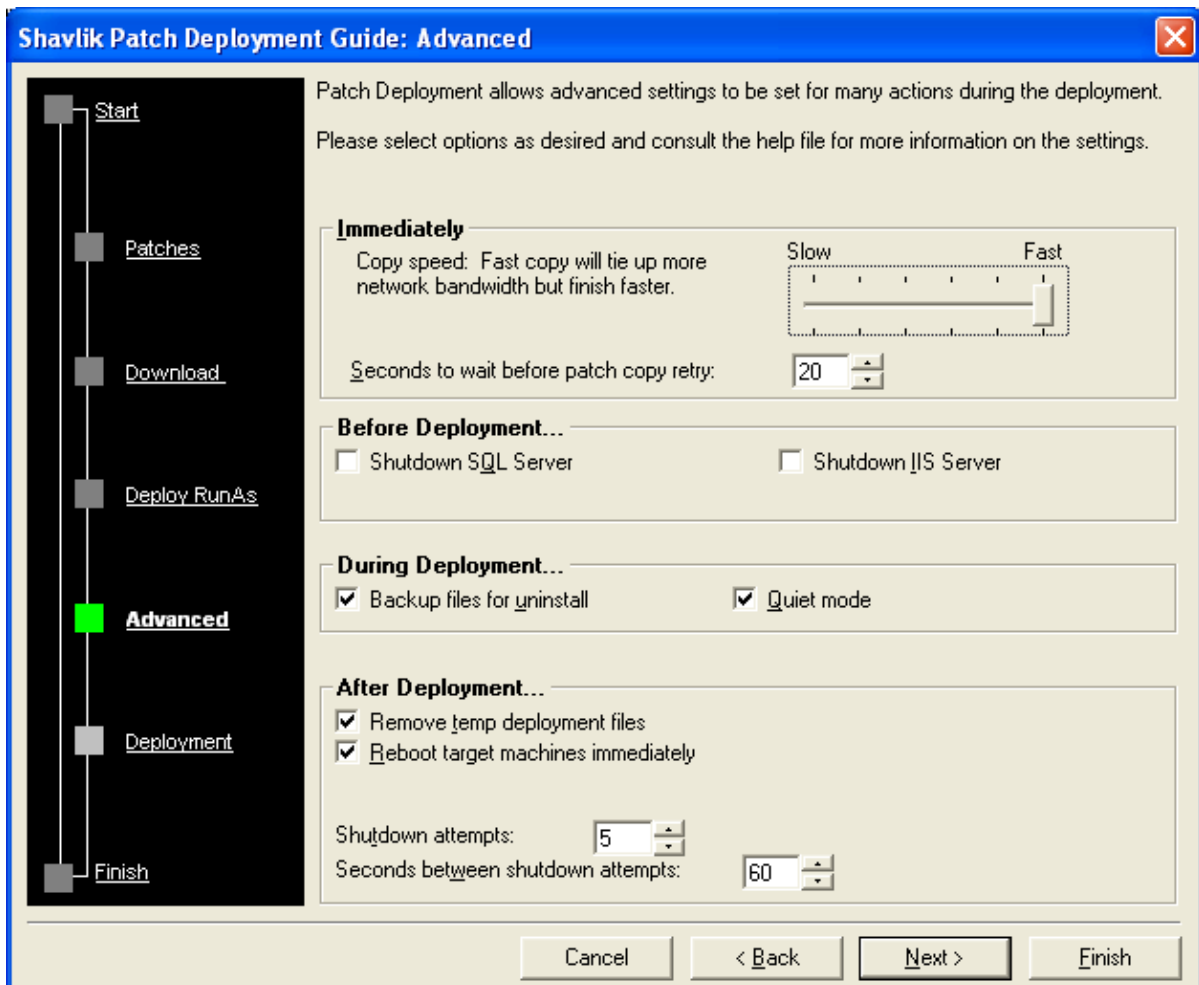 Shavlik Patch Deployment Guide: Advanced
Start
Patches
Download
Deploy RunAs
Advanced
Deployment
Finish
Patch Deployment allows advanced settings to be set for many actions during the deployment.
Please select options as desired and consult the help file for more information on the settings.
Immediately
Copy speed: Fast copy will tie up more
network bandwidth but finish faster.
Slow Fast
Seconds to wait before patch copy retry: 20
Before Deployment...
Shutdown SQL Server Shutdown IIS Server
During Deployment...
Backup files for uninstall Quiet mode
After Deployment...
Remove temp deployment files
Reboot target machines immediately
Shutdown attempts: 5
Seconds between shutdown attempts: 60
Cancel < Back Next > Finish